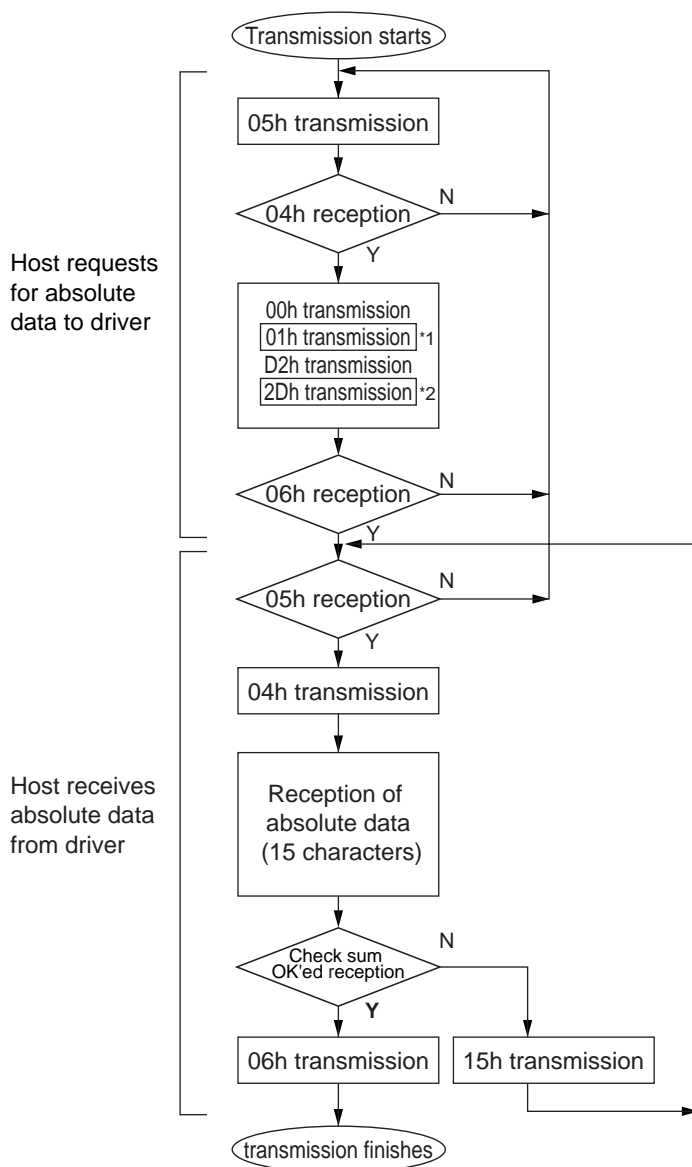 Transmission starts
05h transmission
N
04h reception
Y
Host requests
for absolute
data to driver
00h transmission
01h transmission *1
D2h transmission
2Dh transmission *2
N
06h reception
Y
N
05h reception
Y
04h transmission
Host receives
absolute data
from driver
Reception of
absolute data
(15 characters)
N
Check sum
OK'ed reception
Y
06h transmission
15h transmission
transmission finishes